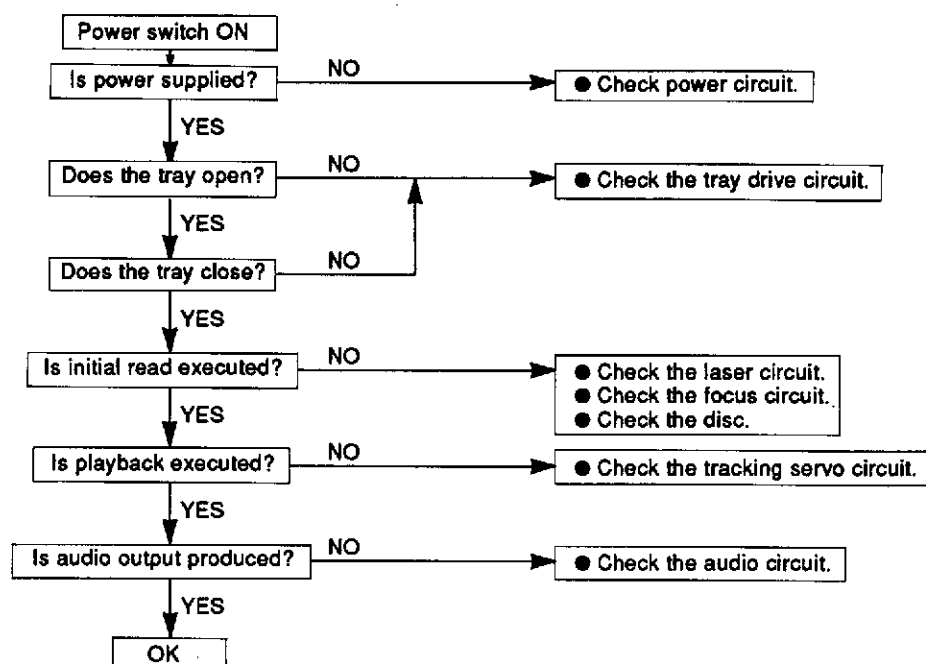 Power switch ON
Is power supplied?
NO
● Check power circuit.
YES
Does the tray open?
NO
● Check the tray drive circuit.
YES
Does the tray close?
NO
YES
Is initial read executed?
NO
● Check the laser circuit.
● Check the focus circuit.
● Check the disc.
YES
Is playback executed?
NO
● Check the tracking servo circuit.
YES
Is audio output produced?
NO
● Check the audio circuit.
YES
OK